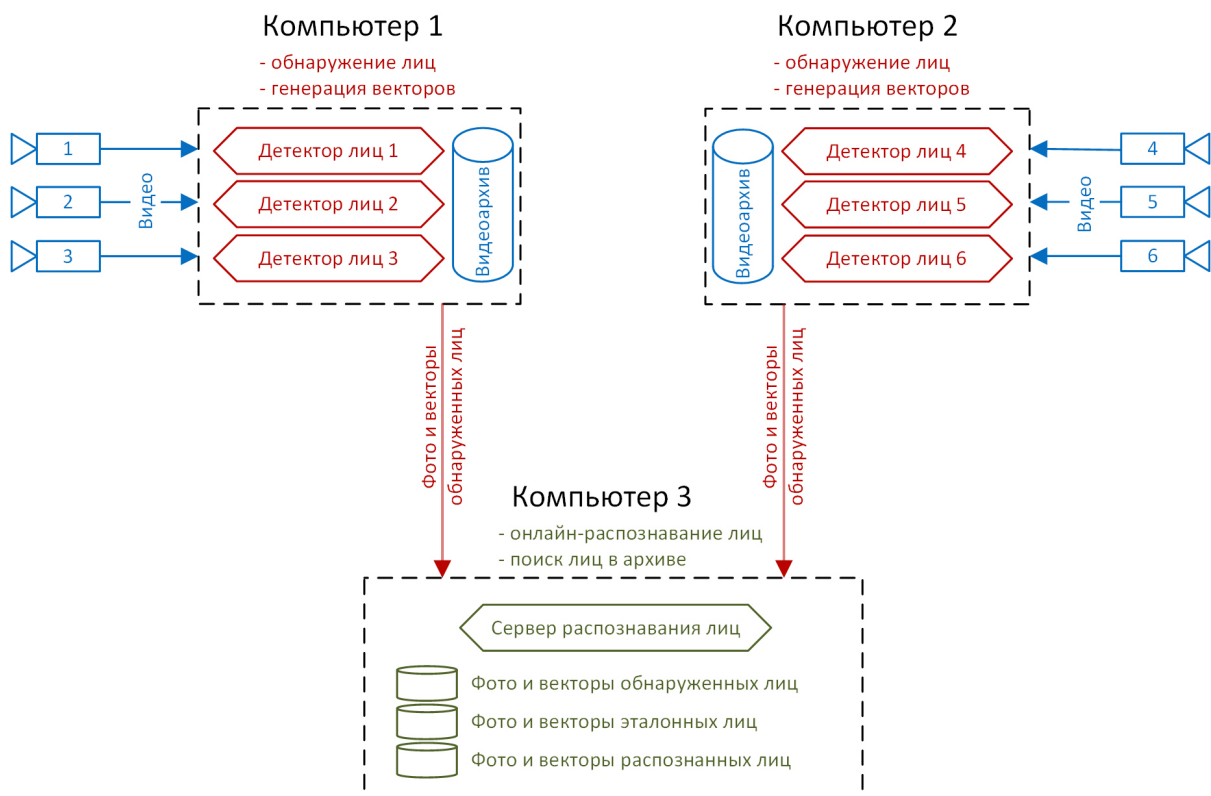 Компьютер 1
- обнаружение лиц
- генерация векторов
1
2
3
Видео
Детектор лиц 1
Детектор лиц 2
Детектор лиц 3
Видеоархив
Компьютер 2
- обнаружение лиц
- генерация векторов
Видеоархив
Детектор лиц 4
Детектор лиц 5
Детектор лиц 6
Видео
4
5
6
Фото и векторы
обнаруженных лиц
Фото и векторы
обнаруженных лиц
Компьютер 3
- онлайн-распознавание лиц
- поиск лиц в архиве
Сервер распознавания лиц
Фото и векторы обнаруженных лиц
Фото и векторы эталонных лиц
Фото и векторы распознанных лиц